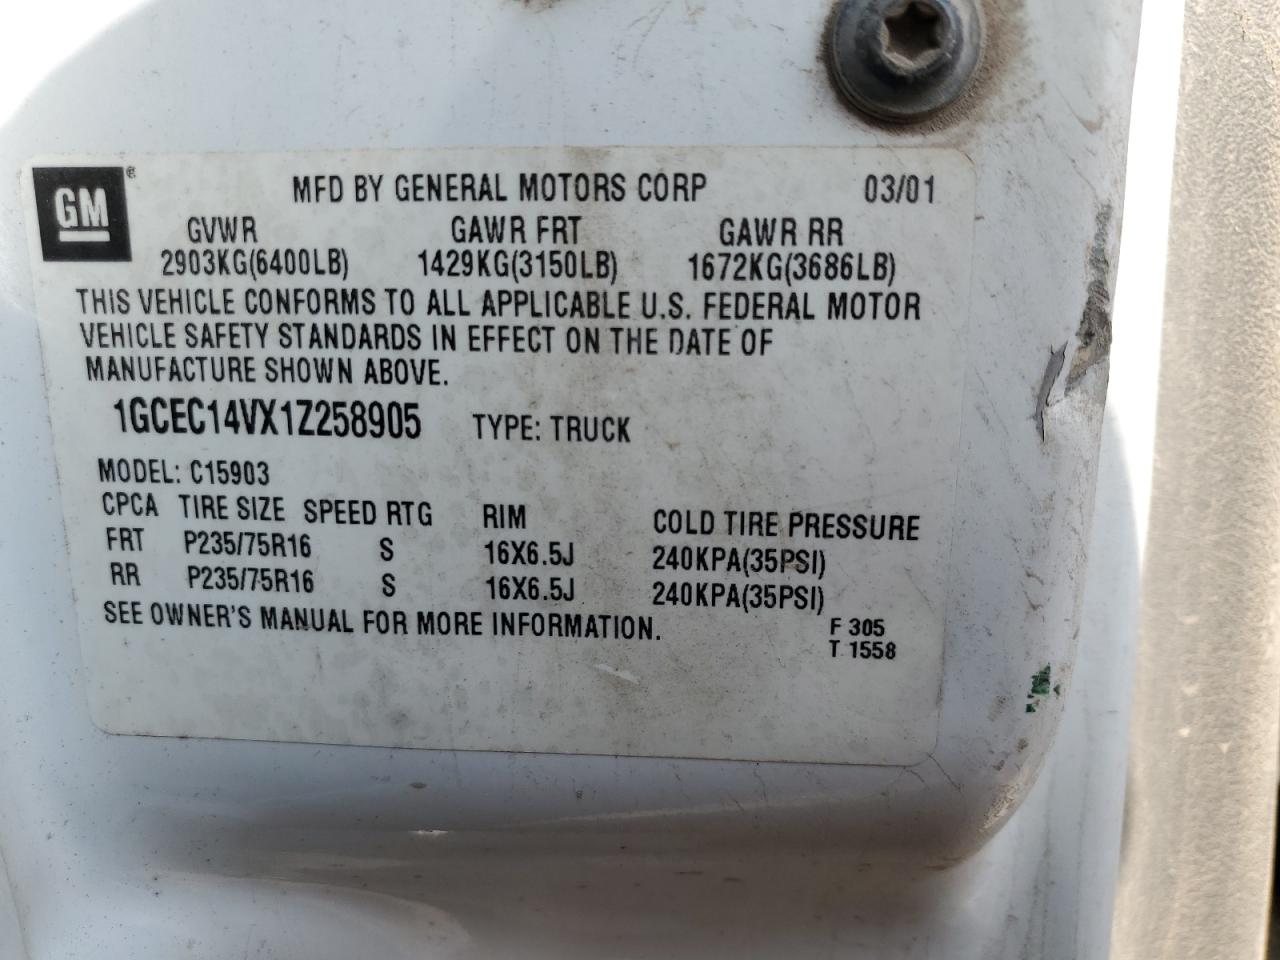 GM ® MFD BY GENERAL MOTORS CORP 03/01
GVWR GAWR FRT GAWR RR
2903KG(6400LB) 1429KG(3150LB) 1672KG(3686LB)
THIS VEHICLE CONFORMS TO ALL APPLICABLE U.S. FEDERAL MOTOR
VEHICLE SAFETY STANDARDS IN EFFECT ON THE DATE OF
MANUFACTURE SHOWN ABOVE.
1GCEC14VX1Z258905 TYPE: TRUCK
MODEL: C15903
CPCA TIRE SIZE SPEED RTG RIM COLD TIRE PRESSURE
FRT P235/75R16 S 16X6.5J 240KPA(35PSI)
RR P235/75R16 S 16X6.5J 240KPA(35PSI)
SEE OWNER'S MANUAL FOR MORE INFORMATION.
F 305
T 1558